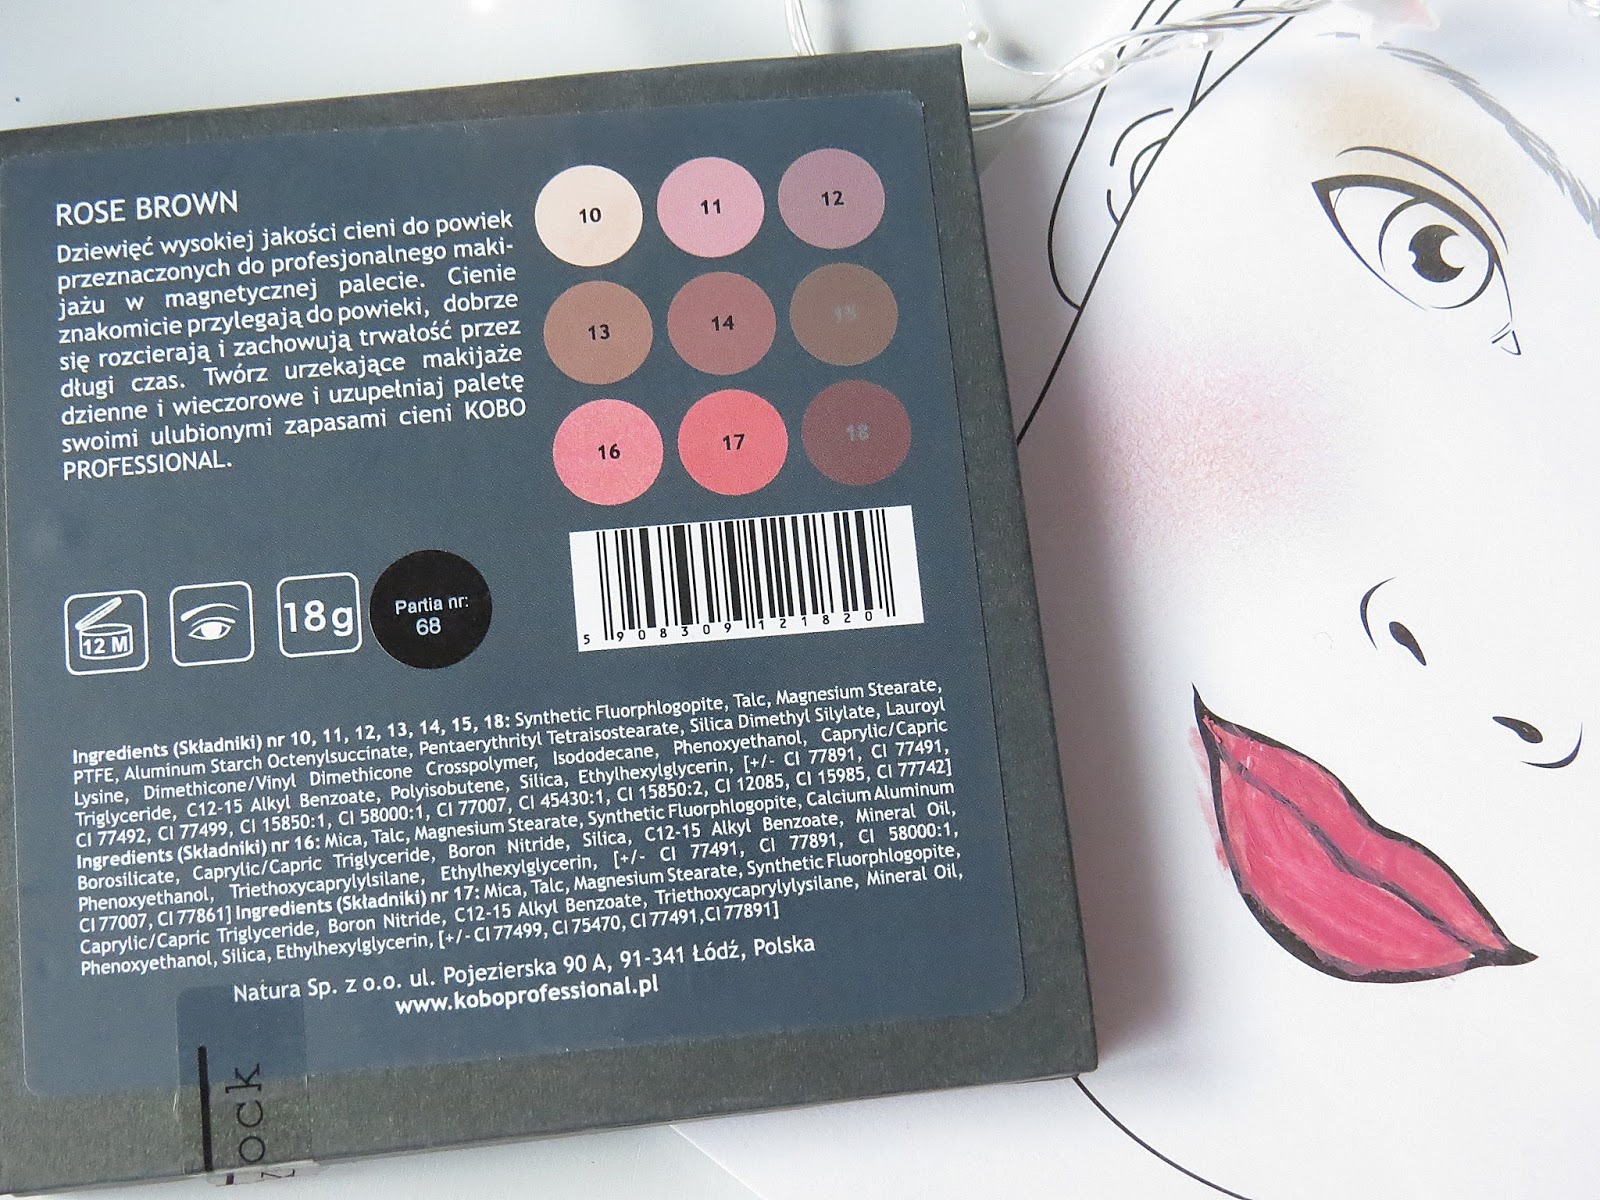 ROSE BROWN
Dziewięć wysokiej jakości cieni do powiek
przeznaczonych do profesjonalnego maki-
jażu w magnetycznej palecie. Cienie
znakomicie przylegają do powieki, dobrze
się rozcierają i zachowują trwałość przez
długi czas. Twórz urzekające makijaże
dzienne i wieczorowe i uzupełniaj paletę
swoimi ulubionymi zapasami cieni KOBO
PROFESSIONAL.
10 11 12
13 14 15
16 17 18
12 M
18g
Partia nr:
68
5 908309 121820
Ingredients (Składniki) nr 10, 11, 12, 13, 14, 15, 18: Synthetic Fluorphlogopite, Talc, Magnesium Stearate,
PTFE, Aluminum Starch Octenylsuccinate, Pentaerythrityl Tetraisostearate, Silica Dimethyl Silylate, Lauroyl
Lysine, Dimethicone/Vinyl Dimethicone Crosspolymer, Isododecane, Phenoxyethanol, Caprylic/Capric
Triglyceride, C12-15 Alkyl Benzoate, Polyisobutene, Silica, Ethylhexylglycerin, [+/- CI 77891, CI 77491,
CI 77492, CI 77499, CI 15850:1, CI 58000:1, CI 77007, CI 45430:1, CI 15850:2, CI 12085, CI 15985, CI 77742]
Ingredients (Składniki) nr 16: Mica, Talc, Magnesium Stearate, Synthetic Fluorphlogopite, Calcium Aluminum
Borosilicate, Caprylic/Capric Triglyceride, Boron Nitride, Silica, C12-15 Alkyl Benzoate, Mineral Oil,
Phenoxyethanol, Triethoxycaprylylsilane, Ethylhexylglycerin, [+/- CI 77491, CI 77891, CI 58000:1,
CI 77007, CI 77861] Ingredients (Składniki) nr 17: Mica, Talc, Magnesium Stearate, Synthetic Fluorphlogopite,
Caprylic/Capric Triglyceride, Boron Nitride, C12-15 Alkyl Benzoate, Triethoxycaprylylysilane, Mineral Oil,
Phenoxyethanol, Silica, Ethylhexylglycerin, [+/- CI 77499, CI 75470, CI 77491,CI 77891]
Natura Sp. z o.o. ul. Pojezierska 90 A, 91-341 Łódź, Polska
www.koboprofessional.pl
ock